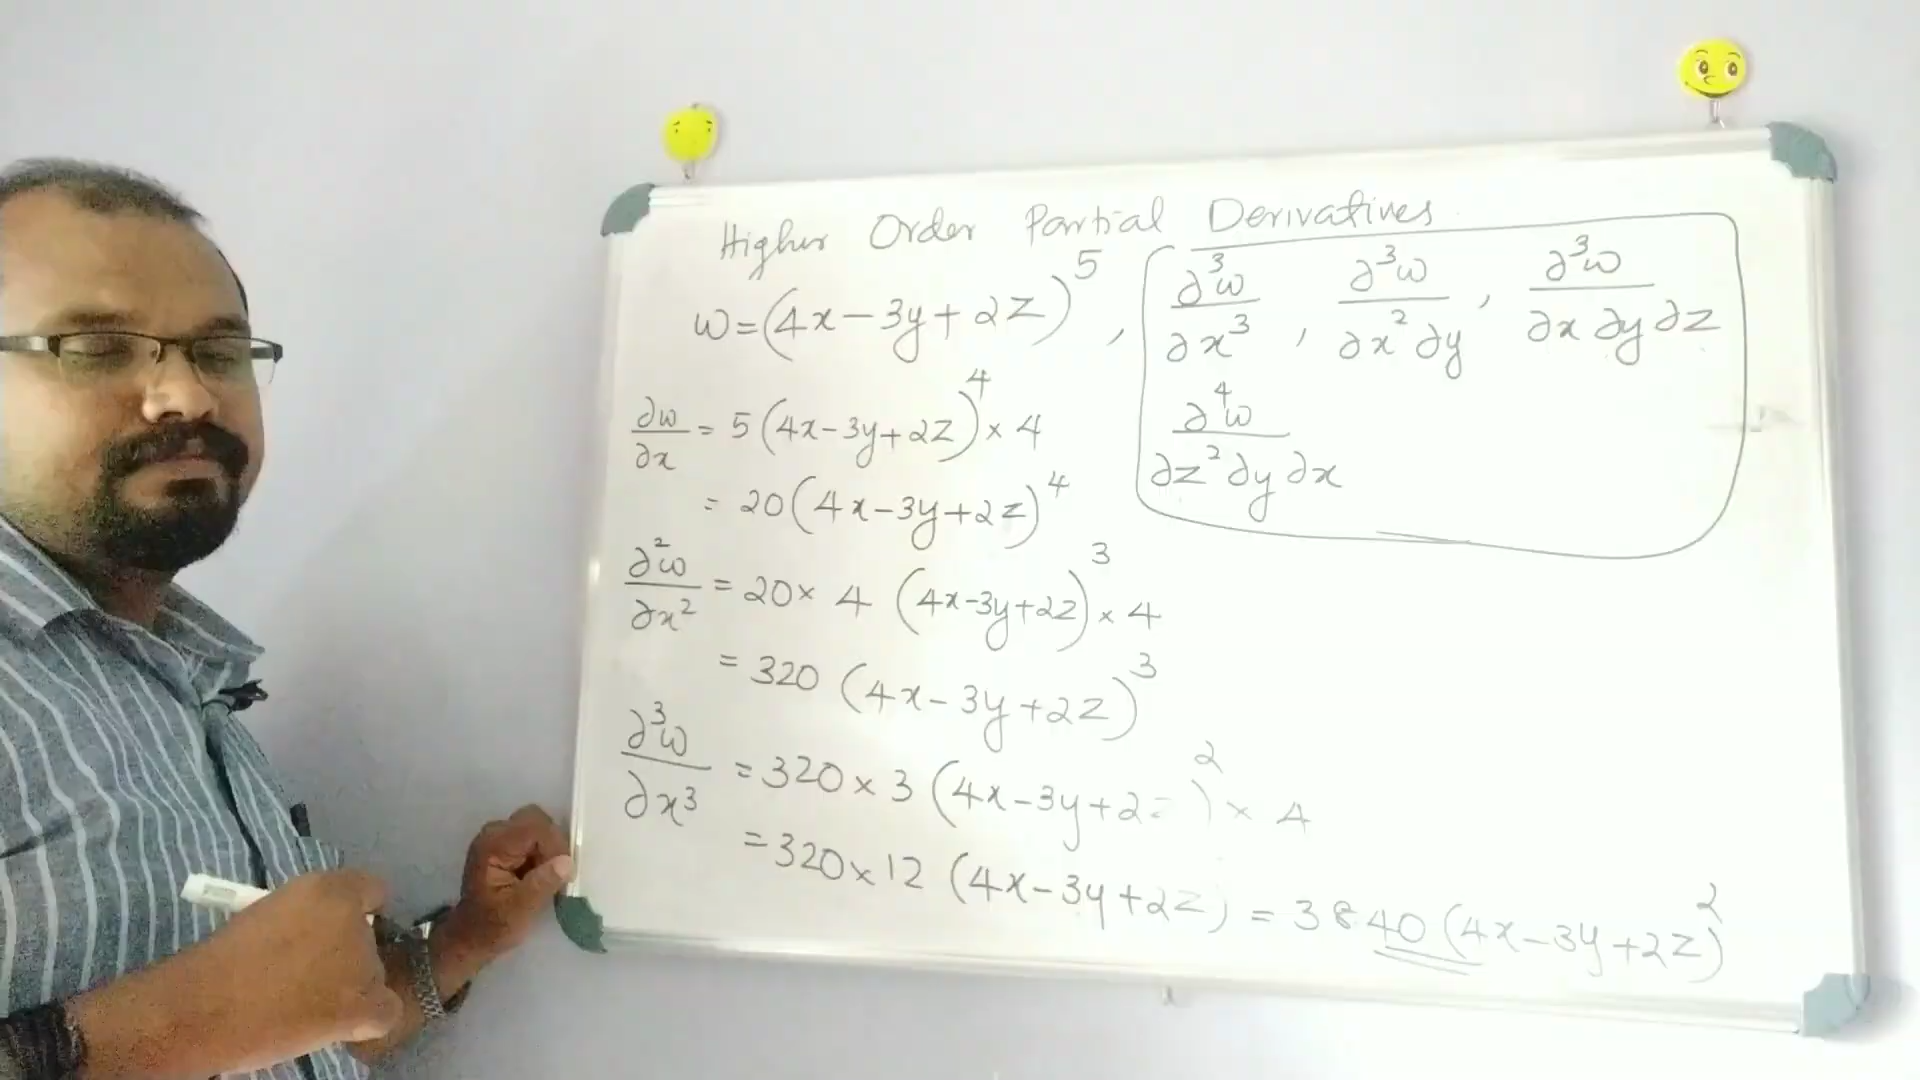 Higher Order Partial Derivatives
w=(4x-3y+2z)^5 , ∂³w/∂x³ , ∂³w/∂x²∂y , ∂³w/∂x∂y∂z
∂⁴w/∂z²∂y∂x
∂w/∂x = 5(4x-3y+2z)^4 × 4
= 20(4x-3y+2z)^4
∂²w/∂x² = 20 × 4 (4x-3y+2z)^3 × 4
= 320 (4x-3y+2z)^3
∂³w/∂x³ = 320 × 3 (4x-3y+2z)^2 × 4
= 320 × 12 (4x-3y+2z) = 3840 (4x-3y+2z)^2